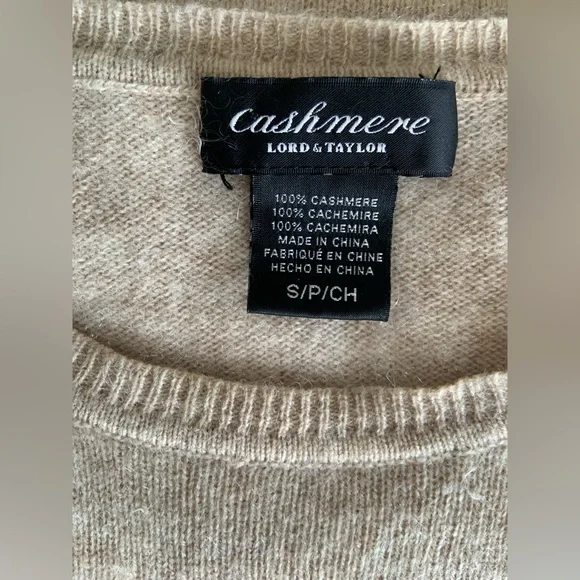 Cashmere
LORD & TAYLOR
100% CASHMERE
100% CACHEMIRE
100% CACHEMIRA
MADE IN CHINA
FABRIQUÉ EN CHINE
HECHO EN CHINA
S/P/CH